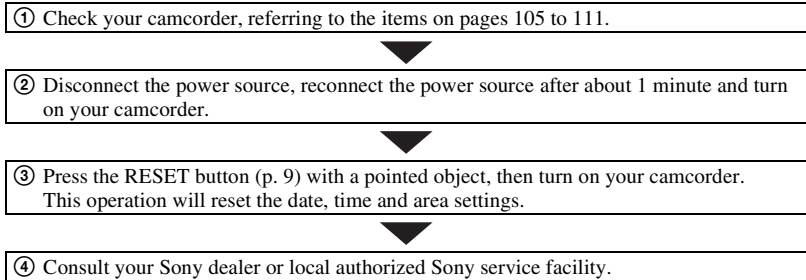 ① Check your camcorder, referring to the items on pages 105 to 111.
② Disconnect the power source, reconnect the power source after about 1 minute and turn
on your camcorder.
③ Press the RESET button (p. 9) with a pointed object, then turn on your camcorder.
This operation will reset the date, time and area settings.
④ Consult your Sony dealer or local authorized Sony service facility.